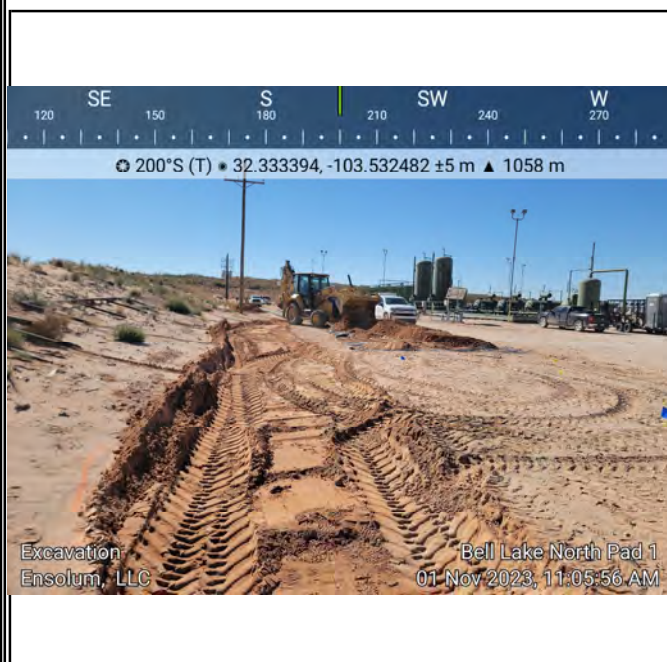 SE S SW W
120 150 180 210 240 270
200°S (T) 32.333394, -103.532482 ±5 m ▲ 1058 m
Excavation
Ensolum, LLC
Bell Lake North Pad 1
01 Nov 2023, 11:05:56 AM